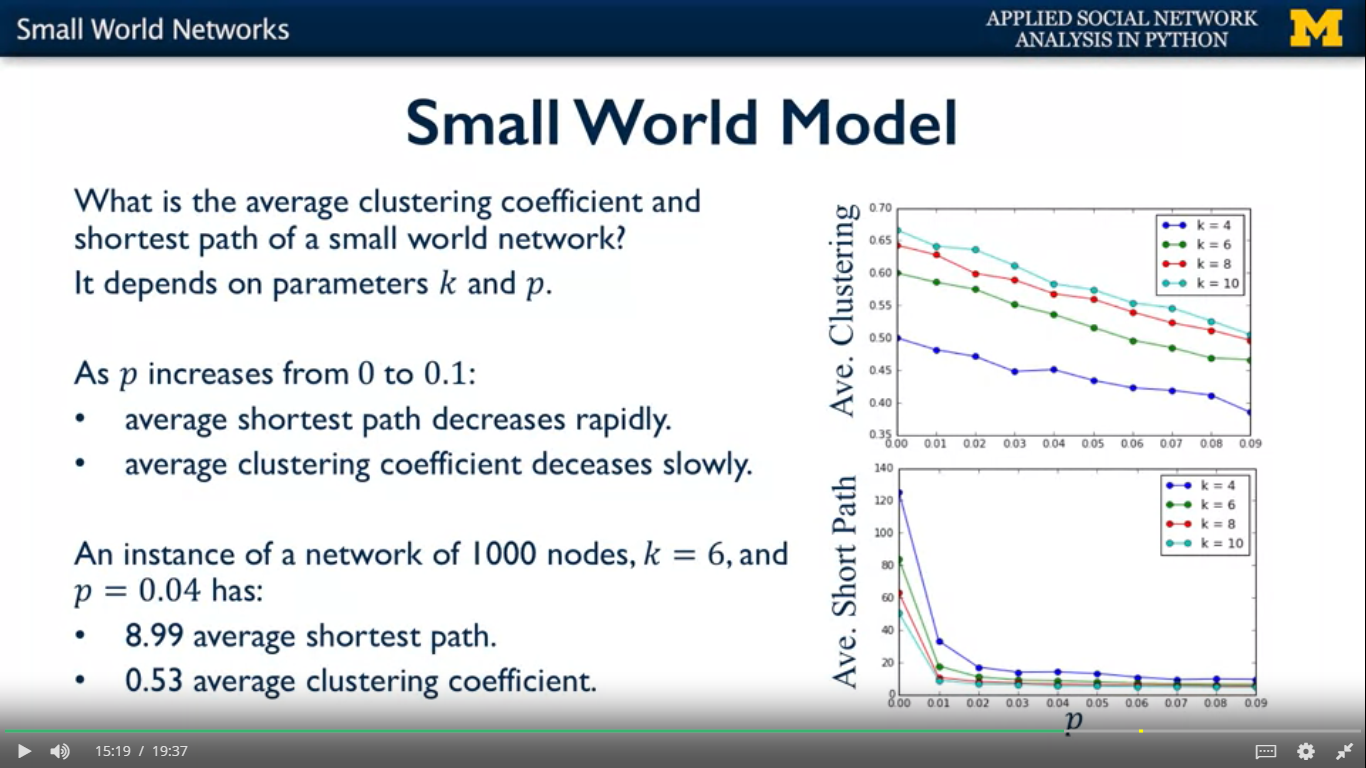 Small World Networks
APPLIED SOCIAL NETWORK
ANALYSIS IN PYTHON
M
Small World Model
What is the average clustering coefficient and
shortest path of a small world network?
It depends on parameters k and p.
As p increases from 0 to 0.1:
• average shortest path decreases rapidly.
• average clustering coefficient deceases slowly.
An instance of a network of 1000 nodes, k = 6, and
p = 0.04 has:
• 8.99 average shortest path.
• 0.53 average clustering coefficient.
Ave. Clustering
0.70
0.65
0.60
0.55
0.50
0.45
0.40
0.35
0.00 0.01 0.02 0.03 0.04 0.05 0.06 0.07 0.08 0.09
k = 4
k = 6
k = 8
k = 10
Ave. Short Path
140
120
100
80
60
40
20
0
0.00 0.01 0.02 0.03 0.04 0.05 0.06 0.07 0.08 0.09
k = 4
k = 6
k = 8
k = 10
p
15:19 / 19:37